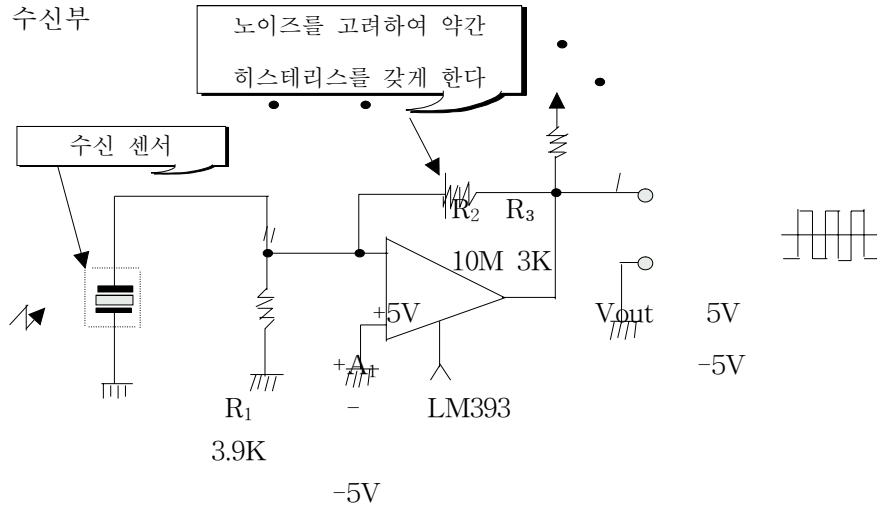 수신부
노이즈를 고려하여 약간
히스테리스를 갖게 한다
수신 센서
R₂ R₃
10M 3K
+5V Vout 5V
+A₁ -5V
R₁ - LM393
3.9K
-5V